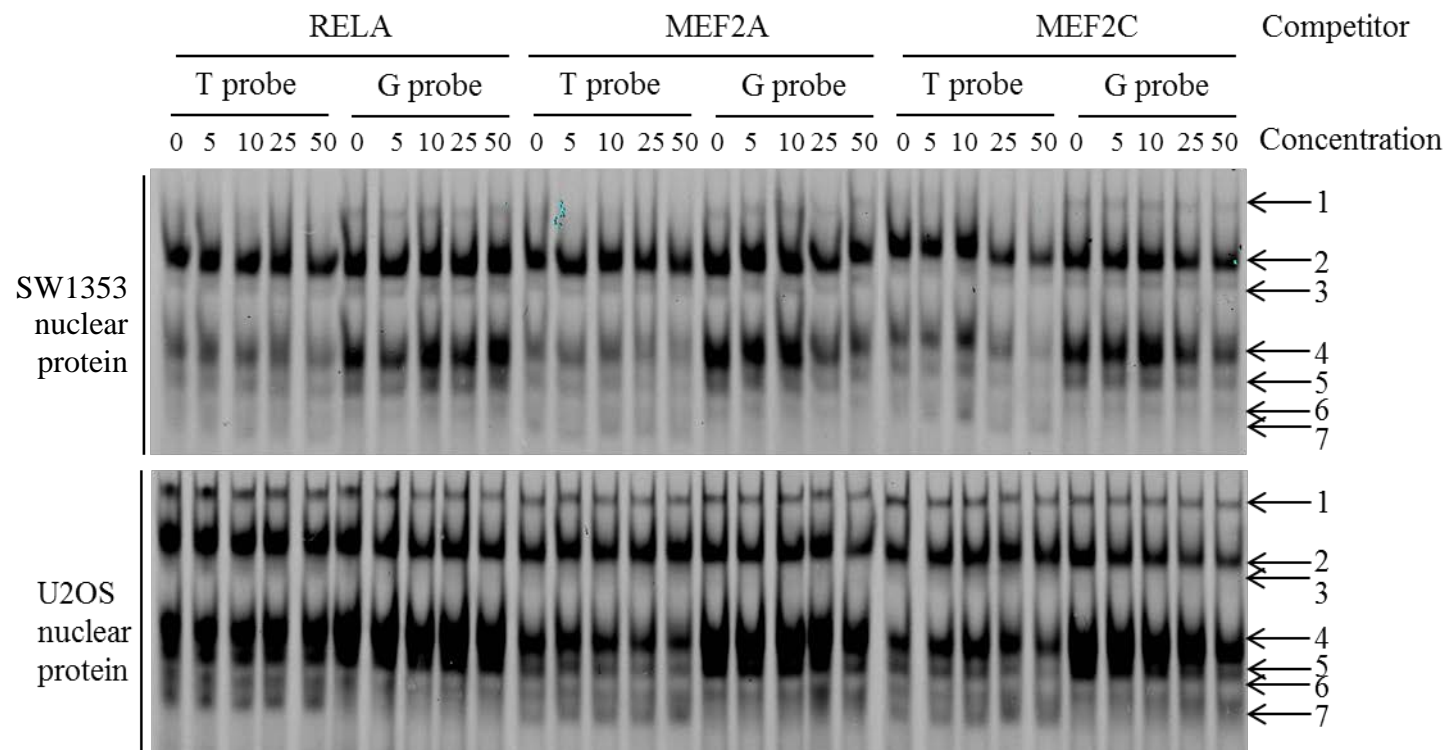 RELA MEF2A MEF2C Competitor
T probe G probe T probe G probe T probe G probe
0 5 10 25 50 0 5 10 25 50 0 5 10 25 50 0 5 10 25 50 0 5 10 25 50 0 5 10 25 50 Concentration
SW1353
nuclear
protein
1
2
3
4
5
6
7
U2OS
nuclear
protein
1
2
3
4
5
6
7